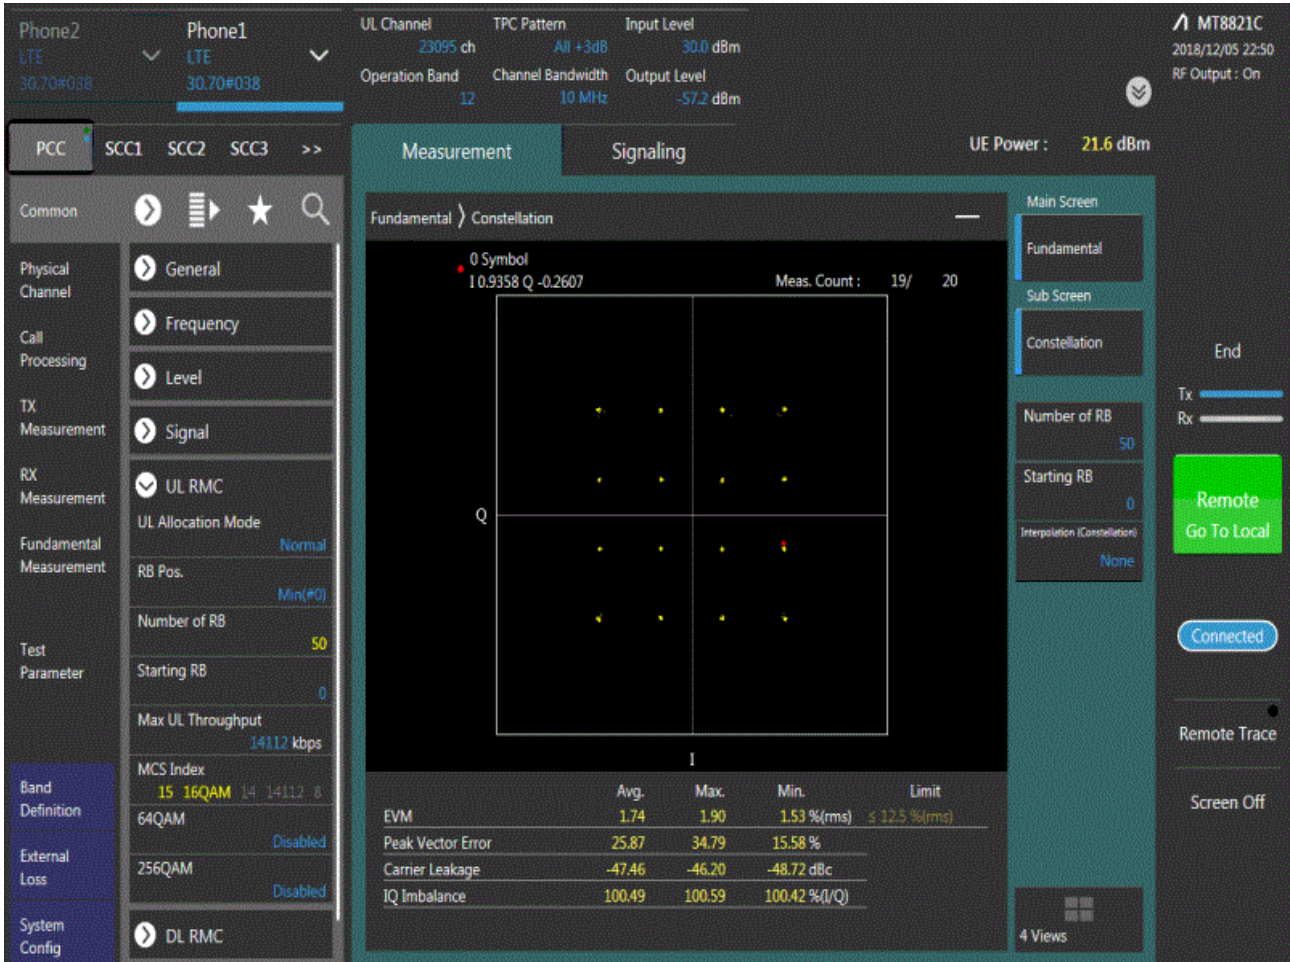 Phone2
LTE
30.70#038
Phone1
LTE
30.70#038
UL Channel
23095 ch
TPC Pattern
All +3dB
Input Level
30.0 dBm
Operation Band
12
Channel Bandwidth
10 MHz
Output Level
-57.2 dBm
MT8821C
2018/12/05 22:50
RF Output : On
PCC SCC1 SCC2 SCC3 >>
Measurement
Signaling
UE Power : 21.6 dBm
Common
Physical
Channel
Call
Processing
TX
Measurement
RX
Measurement
Fundamental
Measurement
Test
Parameter
Band
Definition
External
Loss
System
Config
General
Frequency
Level
Signal
UL RMC
UL Allocation Mode
Normal
RB Pos.
Min(#0)
Number of RB
50
Starting RB
0
Max UL Throughput
14112 kbps
MCS Index
15 16QAM 14 14112 8
64QAM
Disabled
256QAM
Disabled
DL RMC
Fundamental 〉 Constellation
0 Symbol
I 0.9358 Q -0.2607
Meas. Count : 19/ 20
Q
I
Avg. Max. Min. Limit
EVM 1.74 1.90 1.53 %(rms) ≤ 12.5 %(rms)
Peak Vector Error 25.87 34.79 15.58 %
Carrier Leakage -47.46 -46.20 -48.72 dBc
IQ Imbalance 100.49 100.59 100.42 %(I/Q)
Main Screen
Fundamental
Sub Screen
Constellation
Number of RB
50
Starting RB
0
Interpolation (Constellation)
None
4 Views
End
Tx
Rx
Remote
Go To Local
Connected
Remote Trace
Screen Off